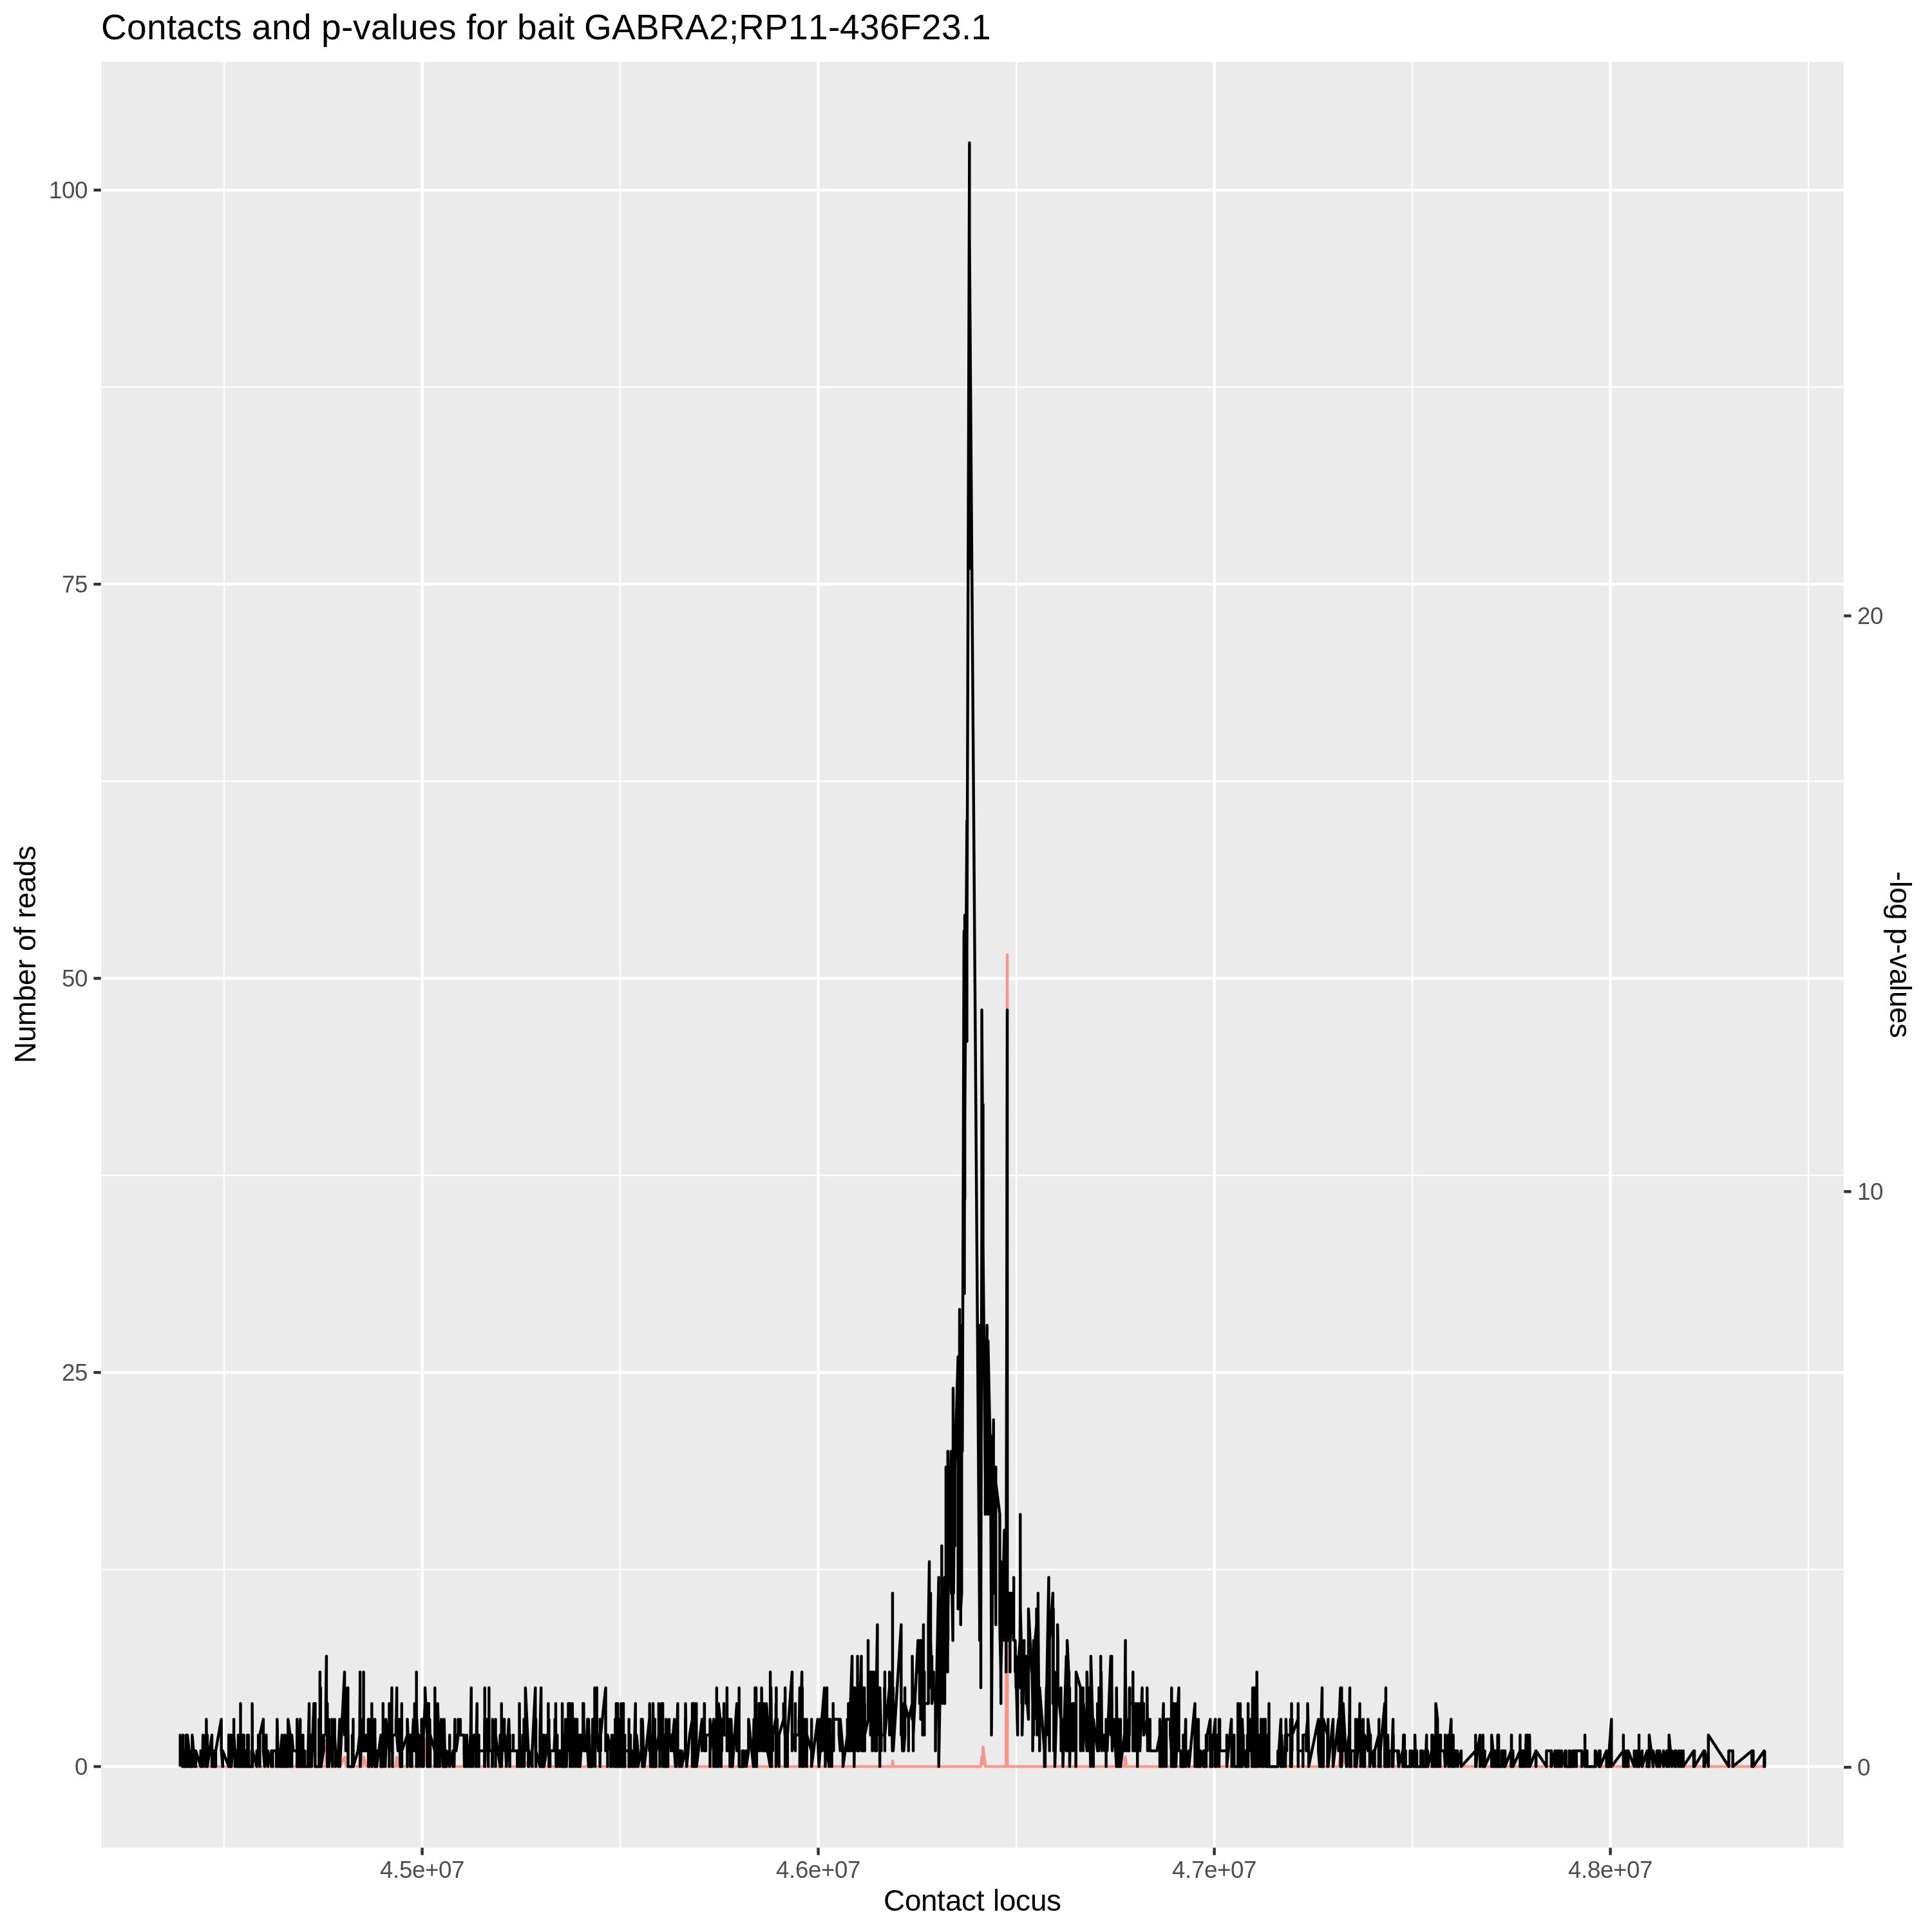 Contacts and p-values for bait GABRA2;RP11-436F23.1
100
75
50
25
0
Number of reads
20
10
0
-log p-values
4.5e+07
4.6e+07
4.7e+07
4.8e+07
Contact locus